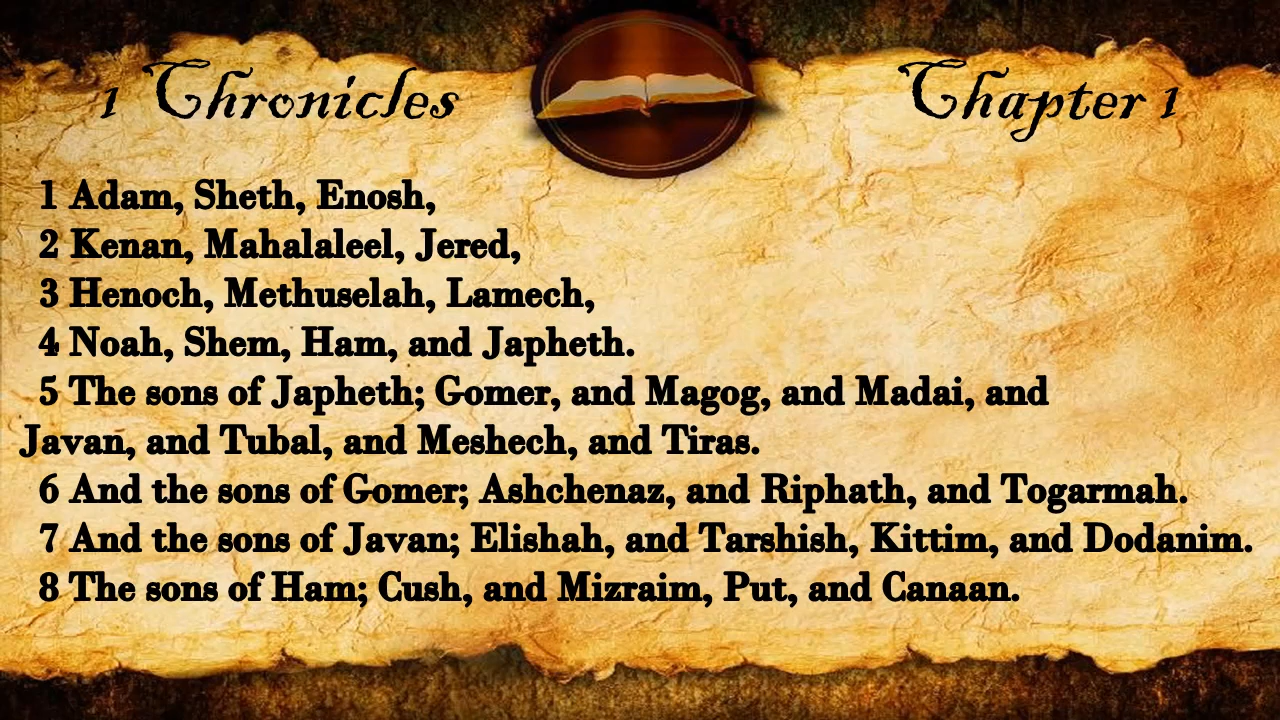 1 Chronicles
Chapter 1
1 Adam, Sheth, Enosh,
2 Kenan, Mahalaleel, Jered,
3 Henoch, Methuselah, Lamech,
4 Noah, Shem, Ham, and Japheth.
5 The sons of Japheth; Gomer, and Magog, and Madai, and
Javan, and Tubal, and Meshech, and Tiras.
6 And the sons of Gomer; Ashchenaz, and Riphath, and Togarmah.
7 And the sons of Javan; Elishah, and Tarshish, Kittim, and Dodanim.
8 The sons of Ham; Cush, and Mizraim, Put, and Canaan.